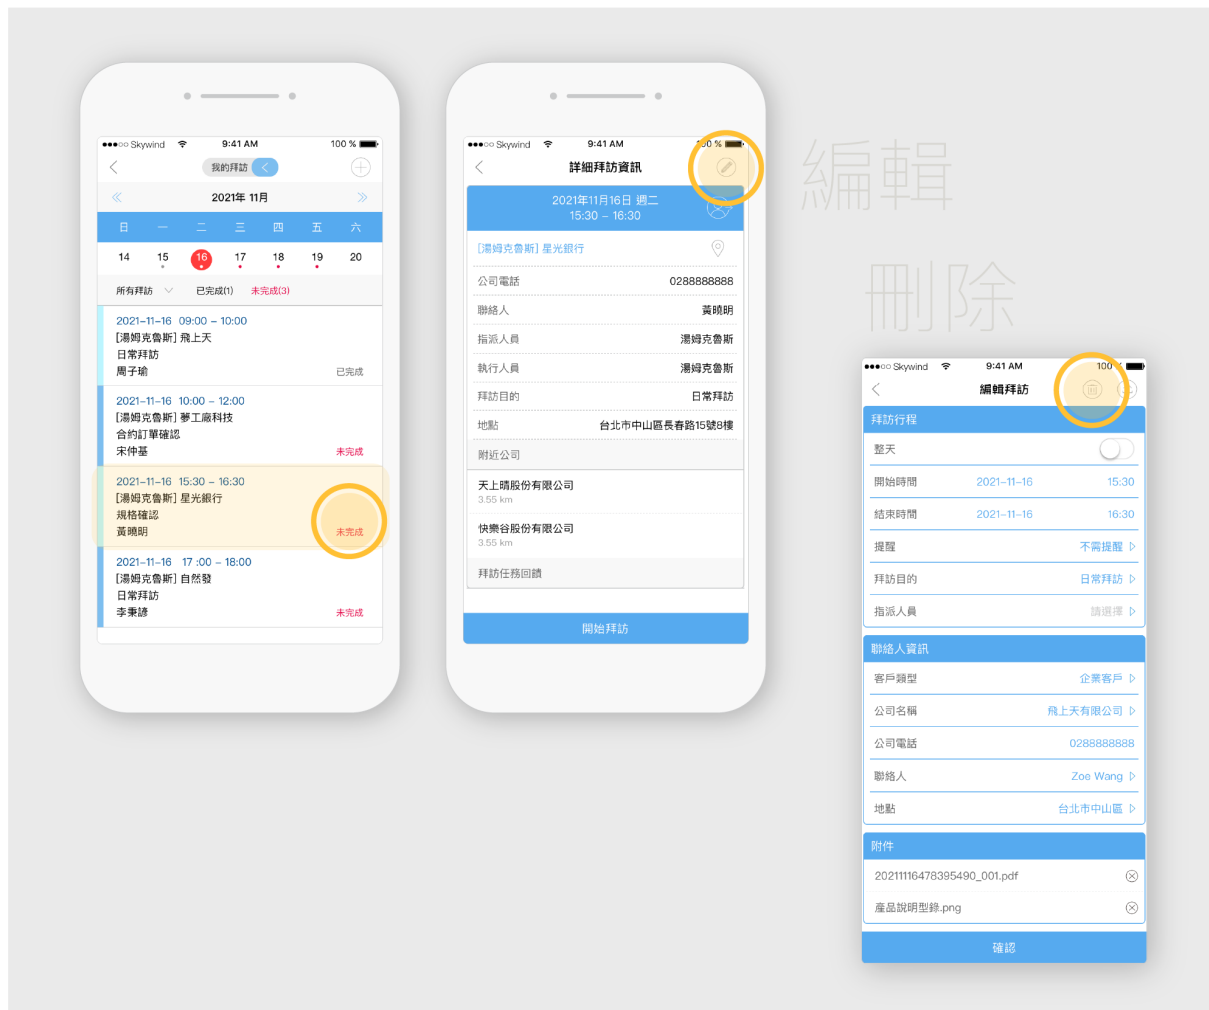 Skywind 9:41 AM 100 %
我的拜訪
2021年 11月
日 一 二 三 四 五 六
14 15 16 17 18 19 20
所有拜訪 已完成(1) 未完成(3)
2021-11-16 09:00 – 10:00
[湯姆克魯斯] 飛上天
日常拜訪
周子瑜 已完成
2021-11-16 10:00 – 12:00
[湯姆克魯斯] 夢工廠科技
合約訂單確認
宋仲基 未完成
2021-11-16 15:30 – 16:30
[湯姆克魯斯] 星光銀行
規格確認
黃曉明 未完成
2021-11-16 17 :00 – 18:00
[湯姆克魯斯] 自然發
日常拜訪
李秉諺 未完成
Skywind 9:41 AM 100 %
詳細拜訪資訊
2021年11月16日 週二
15:30 – 16:30
[湯姆克魯斯] 星光銀行
公司電話 0288888888
聯絡人 黃曉明
指派人員 湯姆克魯斯
執行人員 湯姆克魯斯
拜訪目的 日常拜訪
地點 台北市中山區長春路15號8樓
附近公司
天上晴股份有限公司
3.55 km
快樂谷股份有限公司
3.55 km
拜訪任務回饋
開始拜訪
編輯
刪除
Skywind 9:41 AM 100 %
編輯拜訪
拜訪行程
整天
開始時間 2021-11-16 15:30
結束時間 2021-11-16 16:30
提醒 不需提醒
拜訪目的 日常拜訪
指派人員 請選擇
聯絡人資訊
客戶類型 企業客戶
公司名稱 飛上天有限公司
公司電話 0288888888
聯絡人 Zoe Wang
地點 台北市中山區
附件
20211116478395490_001.pdf
產品說明型錄.png
確認